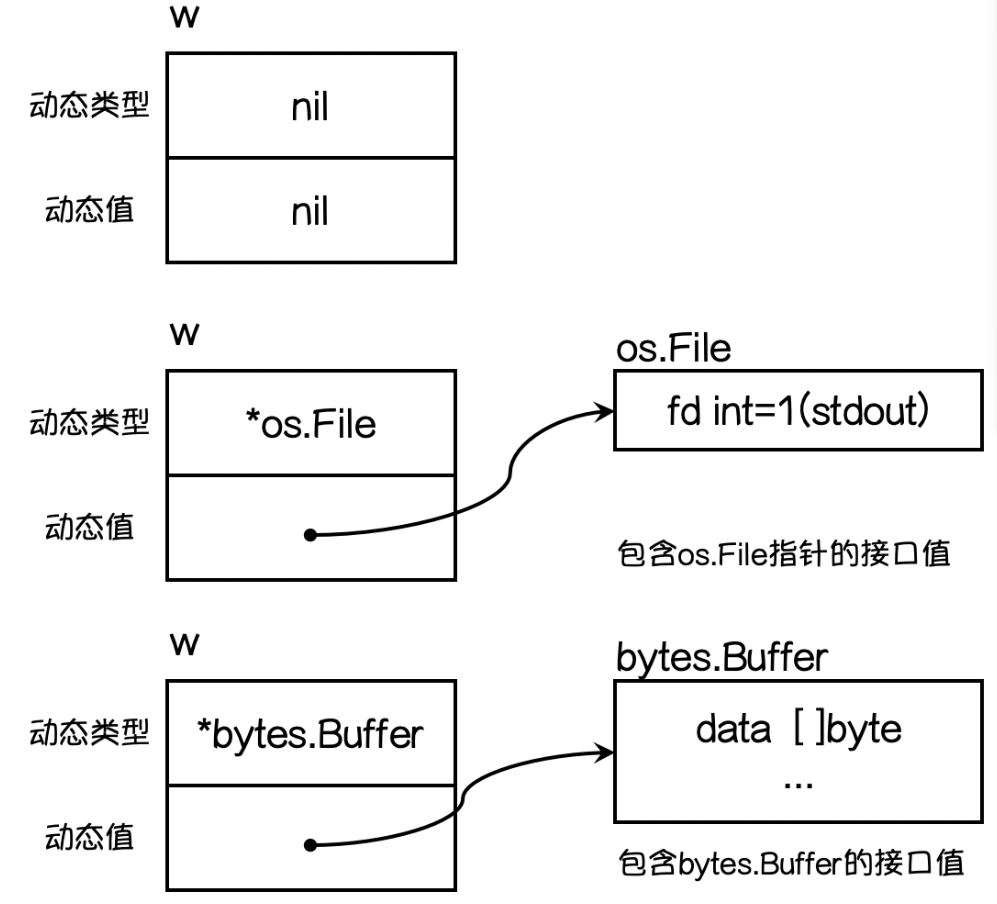 w
动态类型 nil
动态值 nil
w
os.File
动态类型 *os.File fd int=1(stdout)
动态值
包含os.File指针的接口值
w
bytes.Buffer
动态类型 *bytes.Buffer data [ ]byte
...
动态值
包含bytes.Buffer的接口值